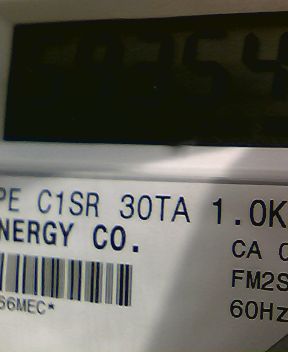 PE C1SR 30TA 1.0K
NERGY CO.
CA
FM2S
66MEC*
60Hz